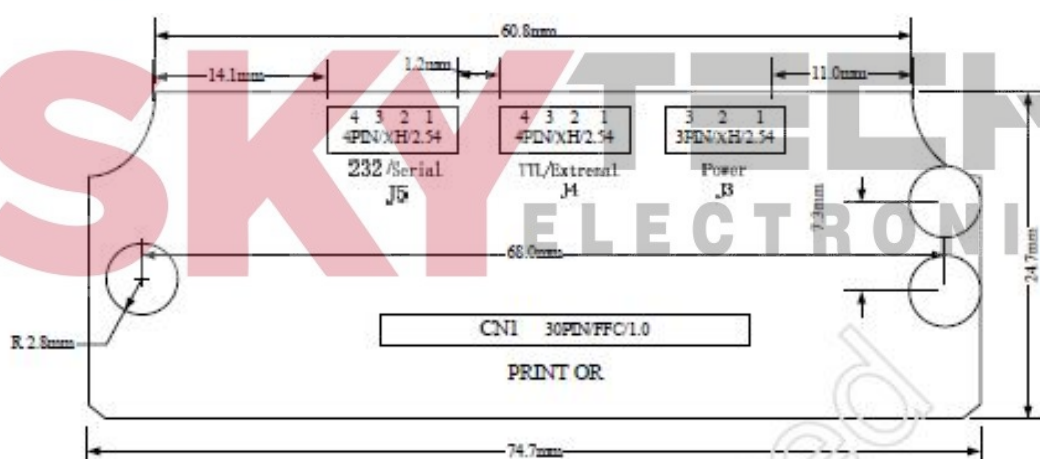 60.8mm
14.1mm
1.2mm
11.0mm
4 3 2 1
4PIN/XH/2.54
232/Serial
J5
4 3 2 1
4PIN/XH/2.54
TTL/Extrenal
J4
3 2 1
3PIN/XH/2.54
Power
J3
SKYTECH
ELECTRONI
7.3mm
68.0mm
24.7mm
R 2.8mm
CN1 30PIN/FFC/1.0
PRINT OR
74.7mm